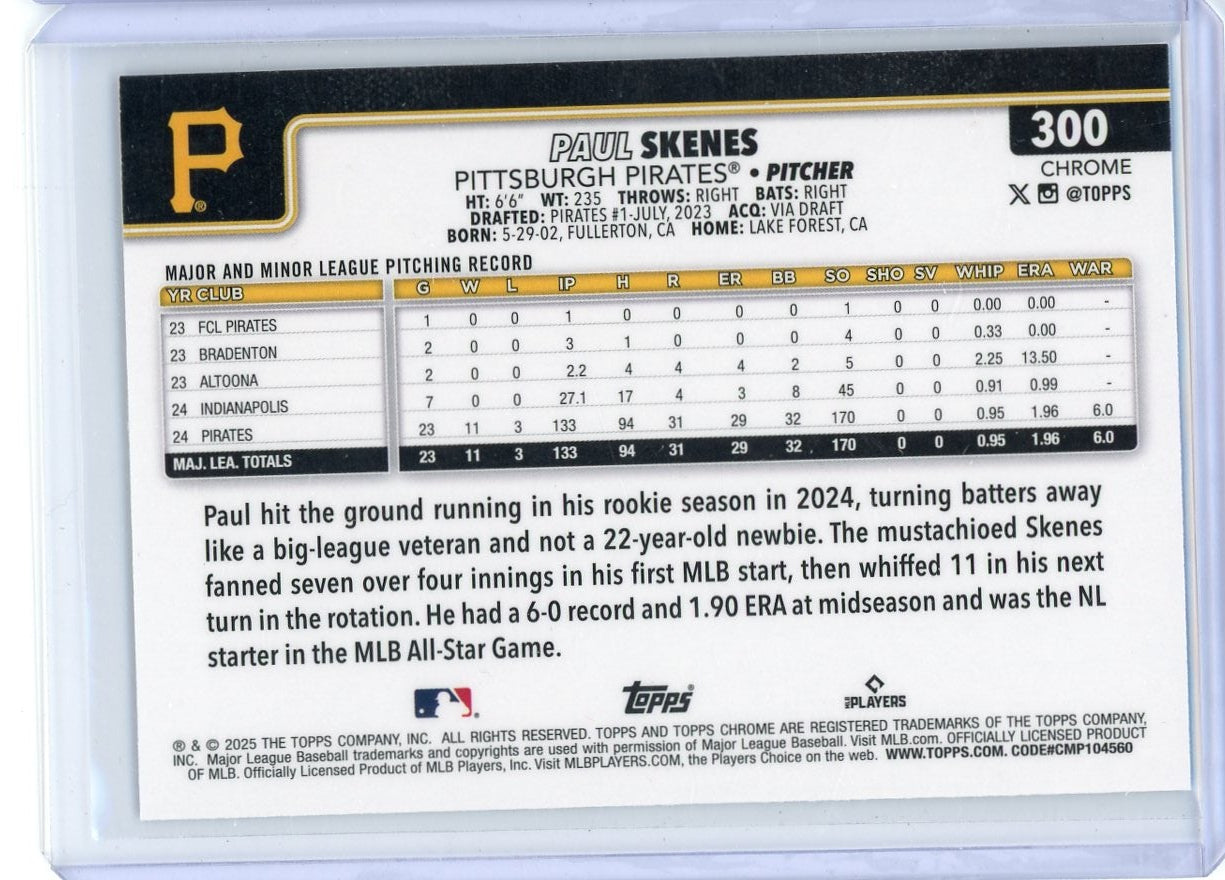 P
®
PAUL SKENES
300
PITTSBURGH PIRATES® • PITCHER
CHROME
HT: 6'6" WT: 235 THROWS: RIGHT BATS: RIGHT
X @TOPPS
DRAFTED: PIRATES #1-JULY, 2023 ACQ: VIA DRAFT
BORN: 5-29-02, FULLERTON, CA HOME: LAKE FOREST, CA
MAJOR AND MINOR LEAGUE PITCHING RECORD
YR CLUB G W L IP H R ER BB SO SHO SV WHIP ERA WAR
23 FCL PIRATES 1 0 0 1 0 0 0 0 1 0 0 0.00 0.00 -
23 BRADENTON 2 0 0 3 1 0 0 0 4 0 0 0.33 0.00 -
23 ALTOONA 2 0 0 2.2 4 4 4 2 5 0 0 2.25 13.50 -
24 INDIANAPOLIS 7 0 0 27.1 17 4 3 8 45 0 0 0.91 0.99 -
24 PIRATES 23 11 3 133 94 31 29 32 170 0 0 0.95 1.96 6.0
MAJ. LEA. TOTALS 23 11 3 133 94 31 29 32 170 0 0 0.95 1.96 6.0
Paul hit the ground running in his rookie season in 2024, turning batters away
like a big-league veteran and not a 22-year-old newbie. The mustachioed Skenes
fanned seven over four innings in his first MLB start, then whiffed 11 in his next
turn in the rotation. He had a 6-0 record and 1.90 ERA at midseason and was the NL
starter in the MLB All-Star Game.
Topps® MLB PLAYERS
® & © 2025 THE TOPPS COMPANY, INC. ALL RIGHTS RESERVED. TOPPS AND TOPPS CHROME ARE REGISTERED TRADEMARKS OF THE TOPPS COMPANY,
INC. Major League Baseball trademarks and copyrights are used with permission of Major League Baseball. Visit MLB.com. OFFICIALLY LICENSED PRODUCT
OF MLB. Officially Licensed Product of MLB Players, Inc. Visit MLBPLAYERS.COM, the Players Choice on the web. WWW.TOPPS.COM. CODE#CMP104560